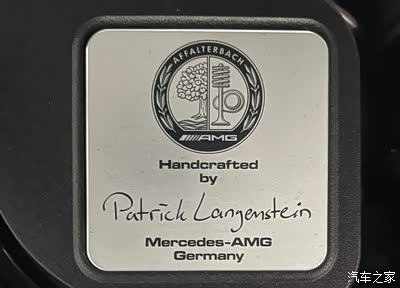 AFFALTERBACH
AMG
Handcrafted
by
Patrick Langenstein
Mercedes-AMG
Germany
汽车之家